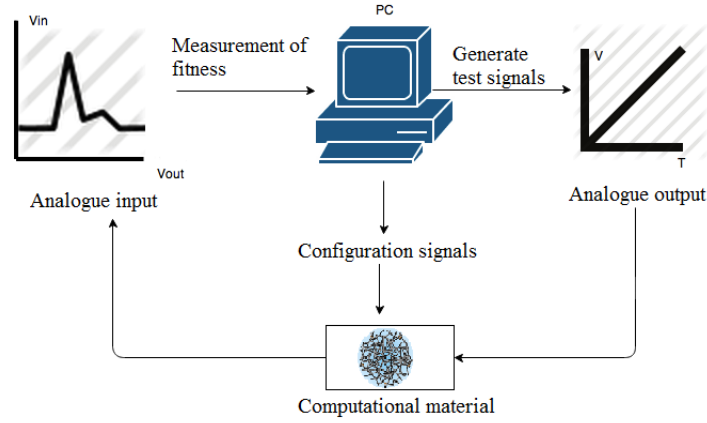 PC
Vin
Measurement of
fitness
Generate
test signals
V
T
Vout
Analogue input
Analogue output
Configuration signals
Computational material